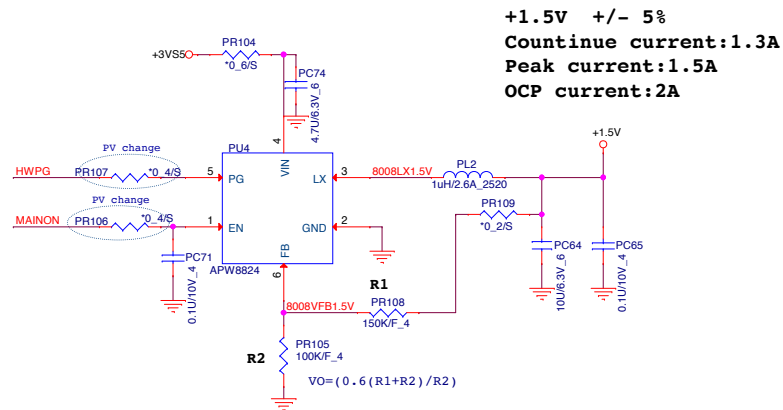 +1.5V +/- 5%
Countinue current:1.3A
Peak current:1.5A
OCP current:2A
PR104
+3VS5
*0_6/S
PC74
4.7U/6.3V_6
+1.5V
PV change
PU4
4
HWPG
PR107
*0_4/S
5
PG
VIN
LX
3
8008LX1.5V
PL2
1uH/2.6A_2520
PV change
PR109
*0_2/S
MAINON
PR106
*0_4/S
1
EN
GND
2
FB
PC71
0.1U/10V_4
APW8824
6
PC64
10U/6.3V_6
PC65
0.1U/10V_4
R1
8008VFB1.5V
PR108
150K/F_4
R2
PR105
100K/F_4
VO=(0.6(R1+R2)/R2)